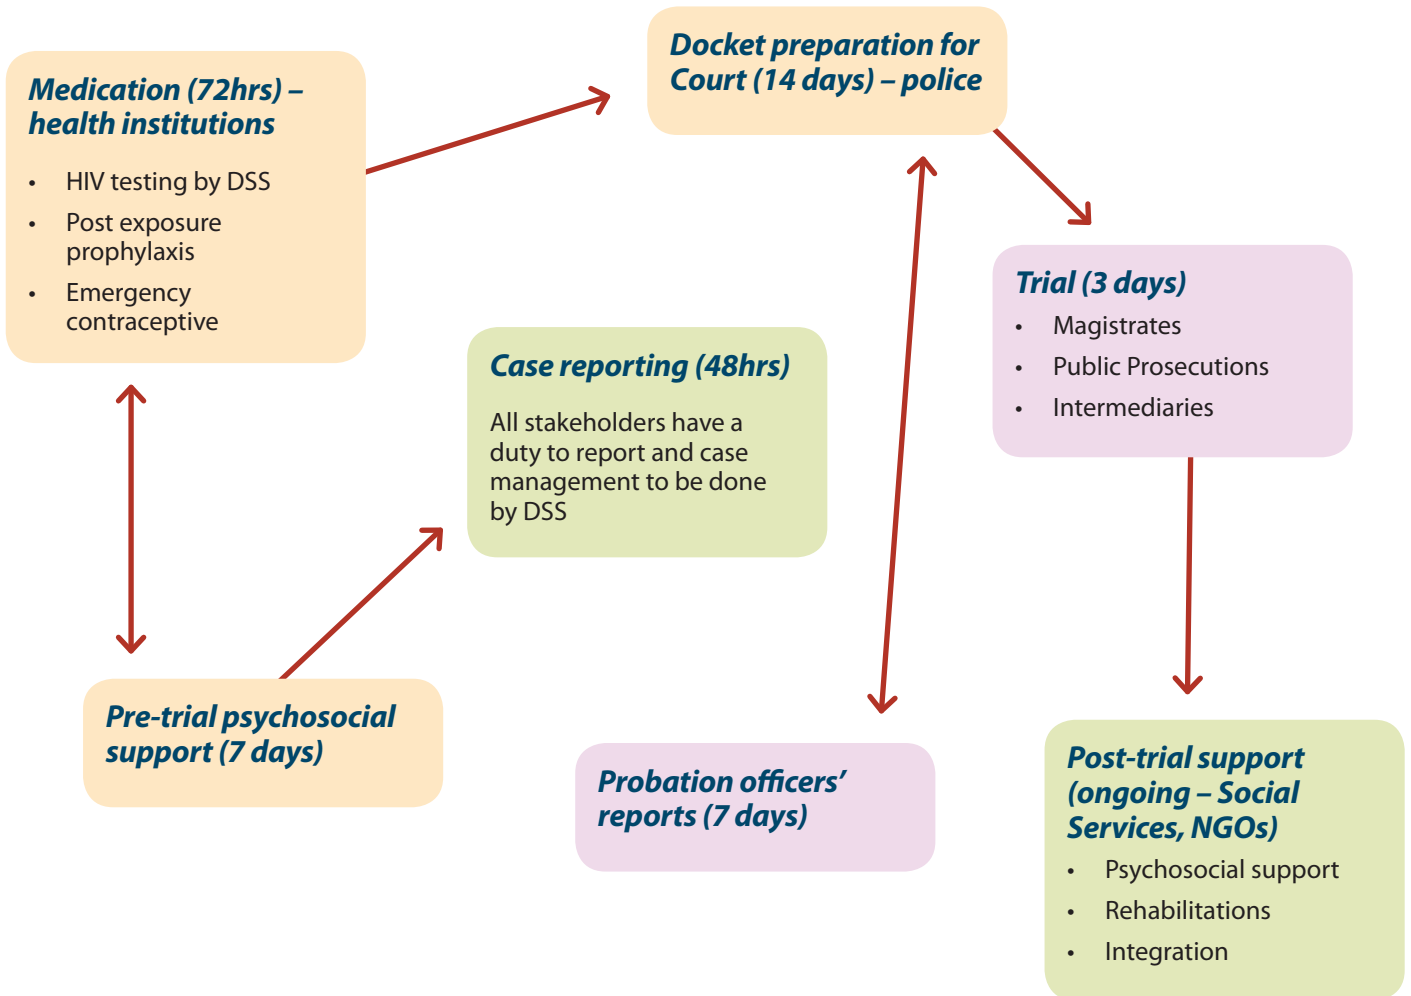 Medication (72hrs) –
health institutions
• HIV testing by DSS
• Post exposure
prophylaxis
• Emergency
contraceptive
Docket preparation for
Court (14 days) – police
Case reporting (48hrs)
All stakeholders have a
duty to report and case
management to be done
by DSS
Trial (3 days)
• Magistrates
• Public Prosecutions
• Intermediaries
Pre-trial psychosocial
support (7 days)
Probation officers’
reports (7 days)
Post-trial support
(ongoing – Social
Services, NGOs)
• Psychosocial support
• Rehabilitations
• Integration